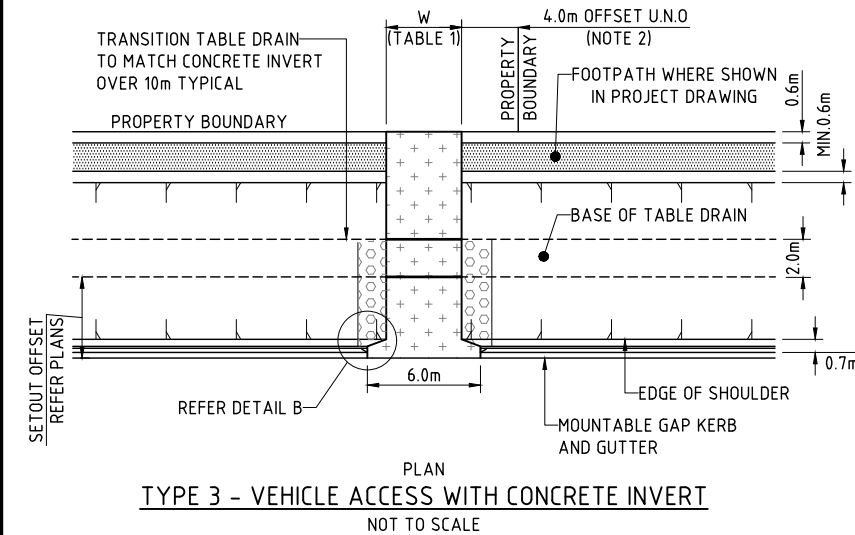 W
(TABLE 1)
4.0m OFFSET U.N.O
(NOTE 2)
TRANSITION TABLE DRAIN
TO MATCH CONCRETE INVERT
OVER 10m TYPICAL
PROPERTY
BOUNDARY
FOOTPATH WHERE SHOWN
IN PROJECT DRAWING
0.6m
MIN.0.6m
PROPERTY BOUNDARY
BASE OF TABLE DRAIN
2.0m
SETOUT OFFSET
REFER PLANS
0.7m
6.0m
EDGE OF SHOULDER
REFER DETAIL B
MOUNTABLE GAP KERB
AND GUTTER
PLAN
TYPE 3 - VEHICLE ACCESS WITH CONCRETE INVERT
NOT TO SCALE